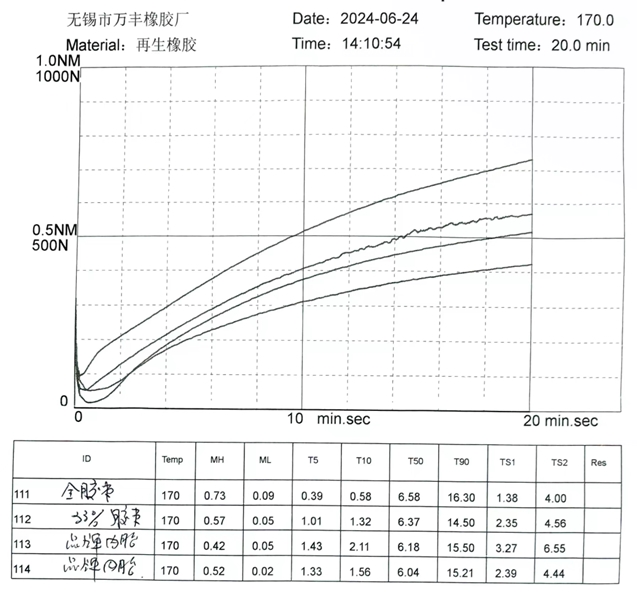 无锡市万丰橡胶厂 Date：2024-06-24 Temperature：170.0
Material：再生橡胶 Time：14:10:54 Test time：20.0 min
1.0NM
1000N
0.5NM
500N
0
0 10 min.sec 20 min.sec
ID Temp MH ML T5 T10 T50 T90 TS1 TS2 Res
111 全胶 170 0.73 0.09 0.39 0.58 6.58 16.30 1.38 4.00
112 33% 170 0.57 0.05 1.01 1.32 6.37 14.50 2.35 4.56
113 内胎 170 0.42 0.05 1.43 2.11 6.18 15.50 3.27 6.55
114 内胎 170 0.52 0.02 1.33 1.56 6.04 15.21 2.39 4.44